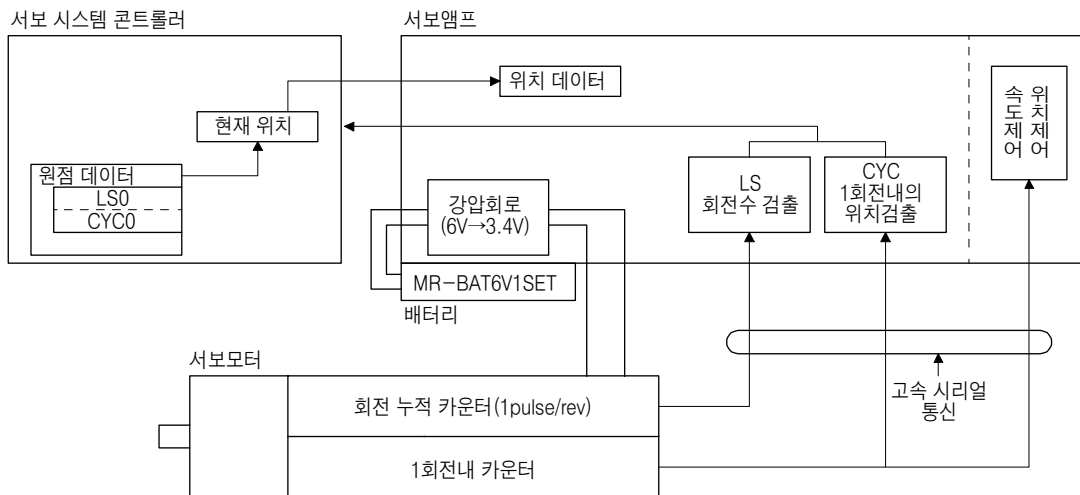 서보 시스템 콘트롤러
서보앰프
위치 데이터
현재 위치
원점 데이터
LS0
CYC0
강압회로
(6V→3.4V)
MR-BAT6V1SET
배터리
LS
회전수 검출
CYC
1회전내의
위치검출
위치제어
속도제어
서보모터
회전 누적 카운터(1pulse/rev)
1회전내 카운터
고속 시리얼
통신